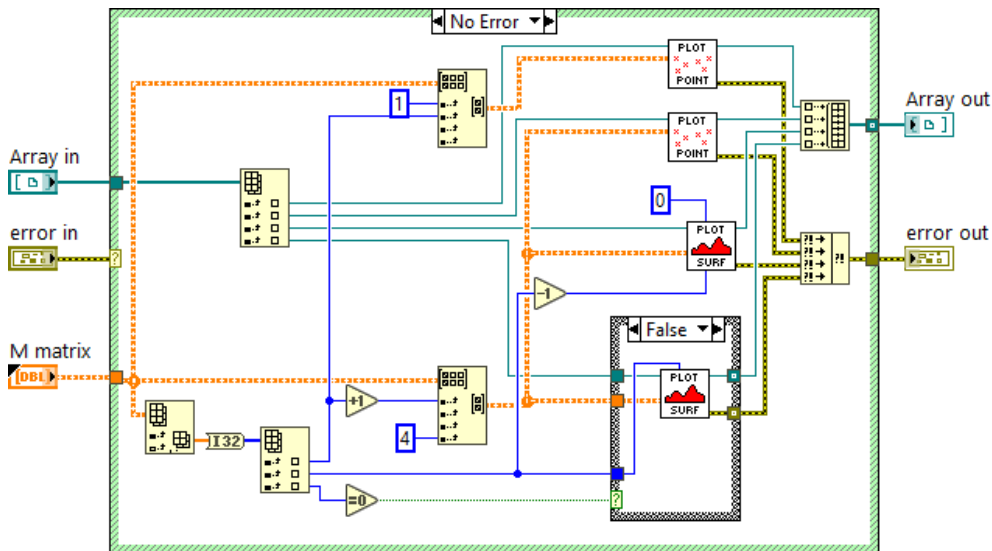 No Error
PLOT
POINT
1
Array out
PLOT
POINT
Array in
0
error in
PLOT
SURF
error out
-1
False
M matrix
DBL
PLOT
SURF
+1
4
I32
=0